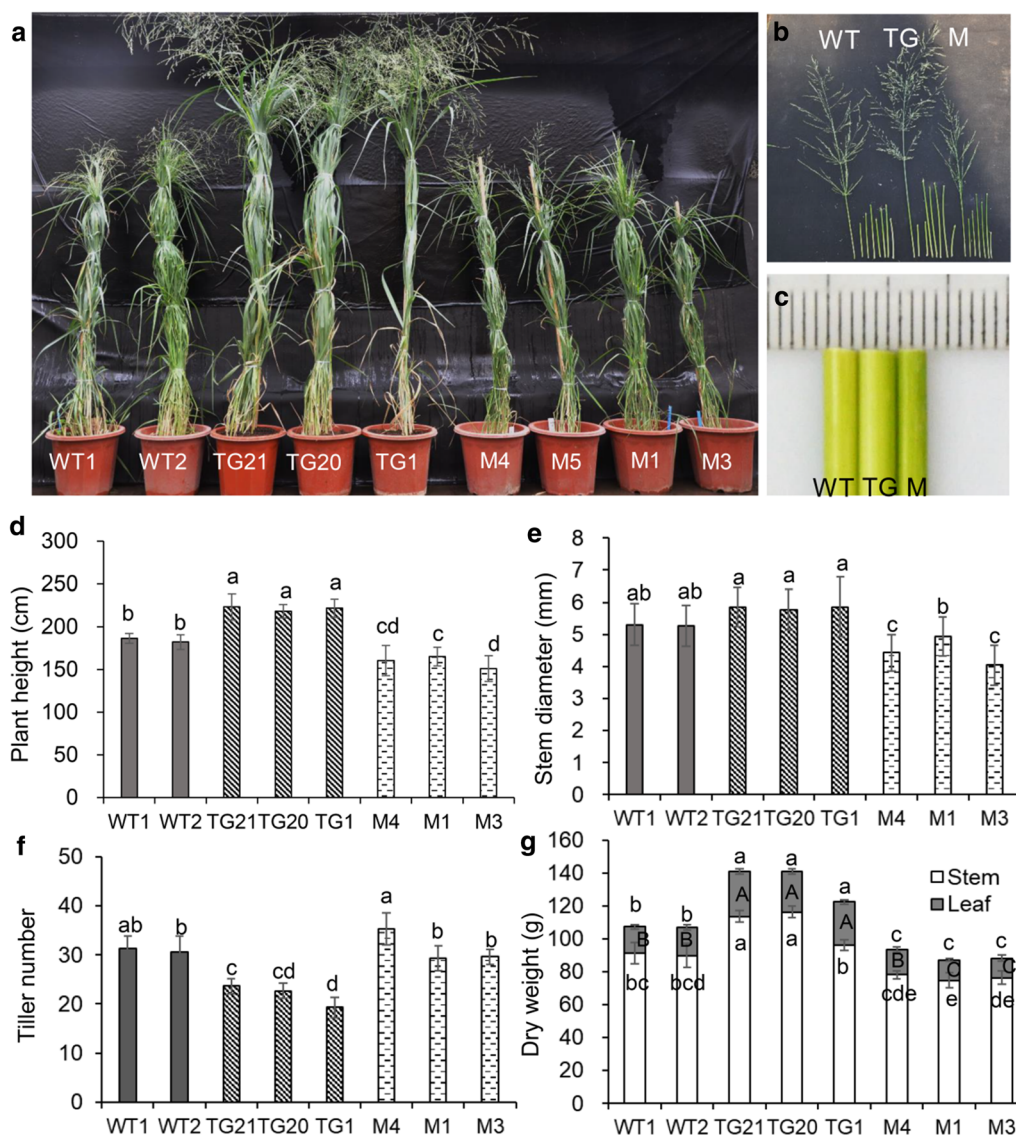 a
WT1 WT2 TG21 TG20 TG1 M4 M5 M1 M3
b
WT TG M
c
WT TG M
d
Plant height (cm)
300
250
200
150
100
50
0
b b a a a cd c d
WT1 WT2 TG21 TG20 TG1 M4 M1 M3
e
Stem diameter (mm)
8
7
6
5
4
3
2
1
0
ab ab a a a c b c
WT1 WT2 TG21 TG20 TG1 M4 M1 M3
f
Tiller number
50
40
30
20
10
0
ab b c cd d a b b
WT1 WT2 TG21 TG20 TG1 M4 M1 M3
g
Dry weight (g)
160
140
120
100
80
60
40
20
0
Stem
Leaf
b b a a a c c c
B B A A A B C C
bc bcd a a b cde e de
WT1 WT2 TG21 TG20 TG1 M4 M1 M3